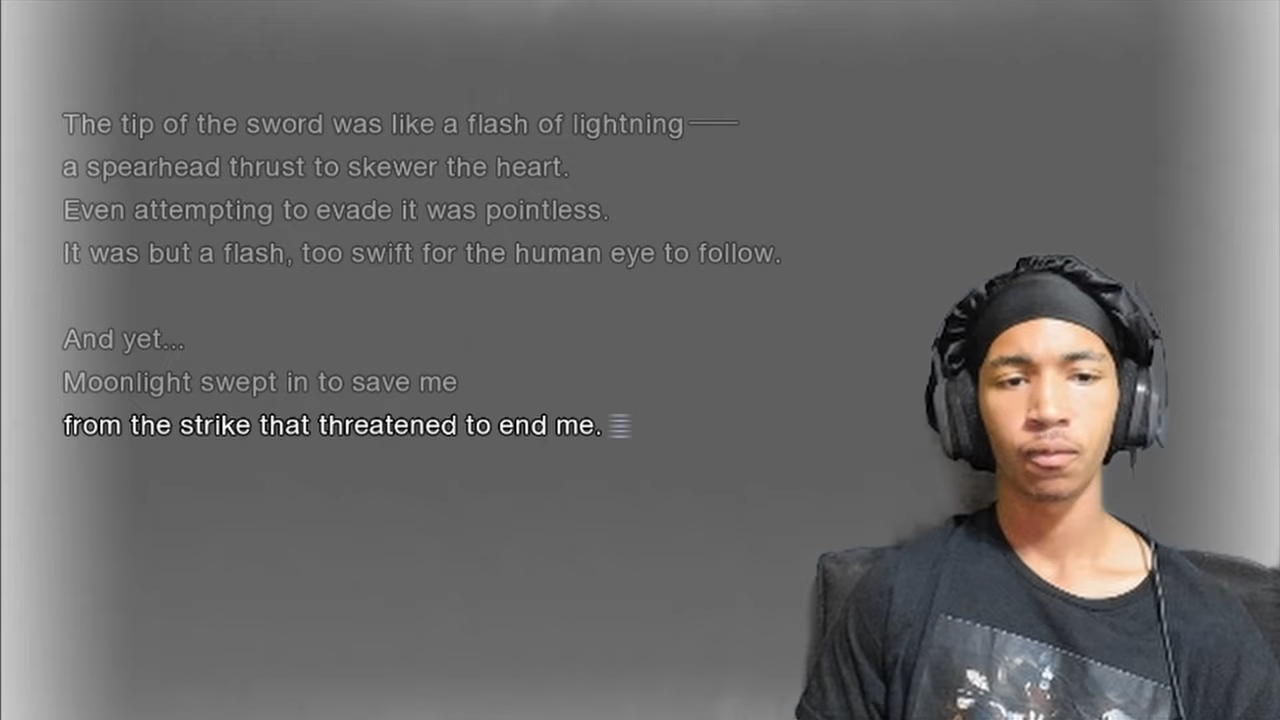 The tip of the sword was like a flash of lightning──
a spearhead thrust to skewer the heart.
Even attempting to evade it was pointless.
It was but a flash, too swift for the human eye to follow.
And yet...
Moonlight swept in to save me
from the strike that threatened to end me.